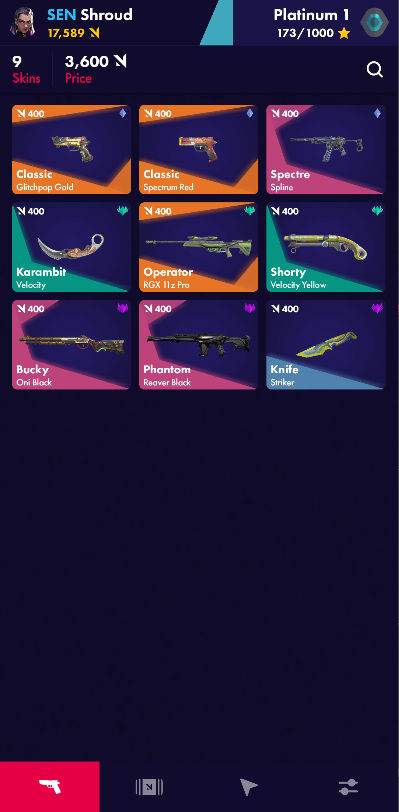 SEN Shroud
17,589
Platinum 1
173/1000
9
Skins
3,600
Price
400
Classic
Glitchpop Gold
400
Classic
Spectrum Red
400
Spectre
Spline
400
Karambit
Velocity
400
Operator
RGX 11z Pro
400
Shorty
Velocity Yellow
400
Bucky
Oni Black
400
Phantom
Reaver Black
400
Knife
Striker